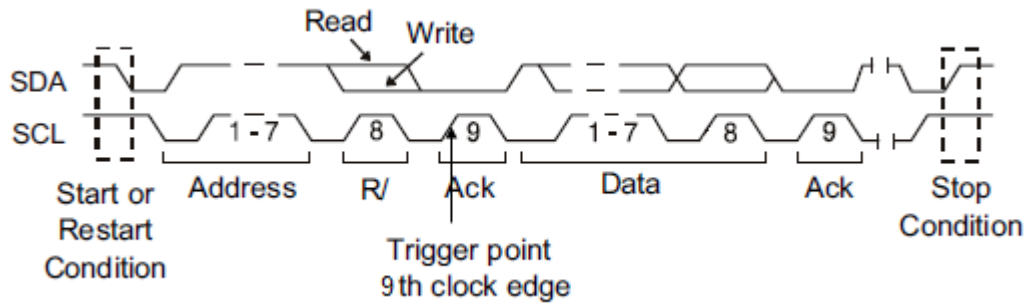 Read
Write
SDA
SCL
1 - 7
8
9
1 - 7
8
9
Address
R/
Ack
Data
Ack
Start or
Restart
Condition
Stop
Condition
Trigger point
9th clock edge